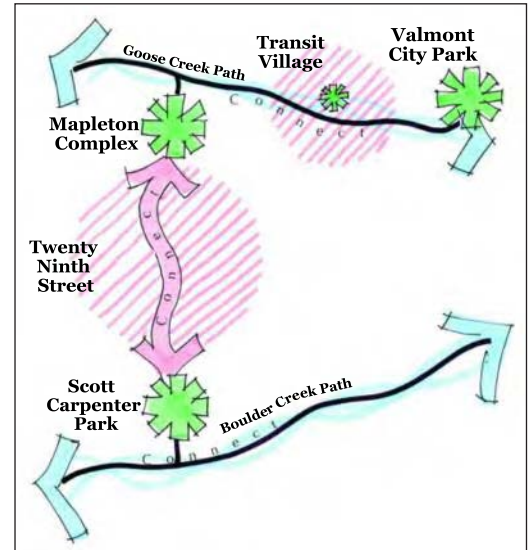 Goose Creek Path
Transit
Village
Valmont
City Park
Connect
Mapleton
Complex
Connect
Twenty
Ninth
Street
Scott
Carpenter
Park
Boulder Creek Path
Connect